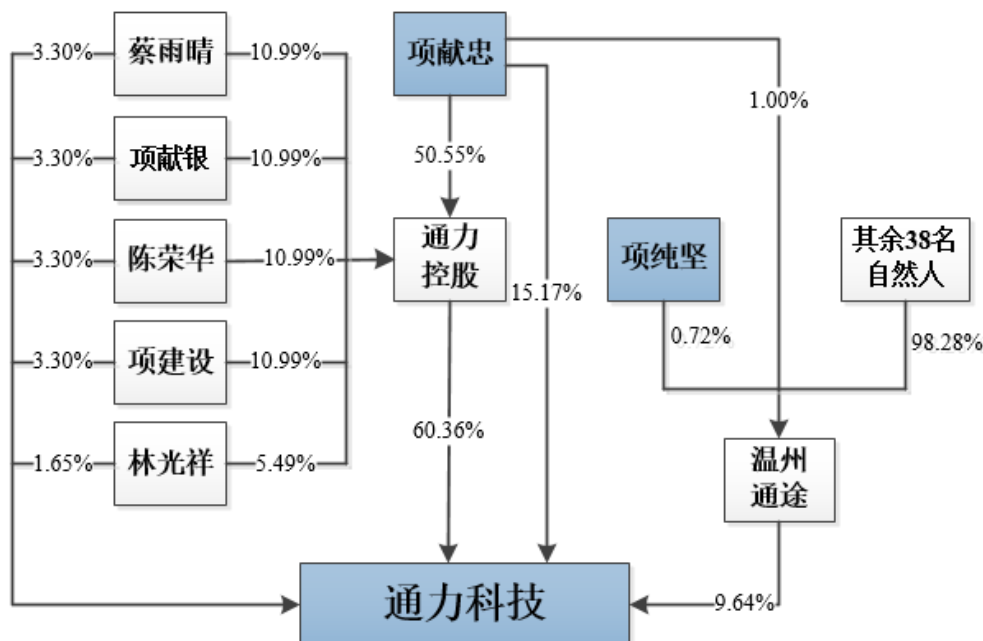 3.30%
蔡雨晴
10.99%
项献忠
1.00%
3.30%
项献银
10.99%
50.55%
3.30%
陈荣华
10.99%
通力
控股
15.17%
项纯坚
其余38名
自然人
3.30%
项建设
10.99%
0.72%
98.28%
1.65%
林光祥
5.49%
60.36%
温州
通途
通力科技
9.64%